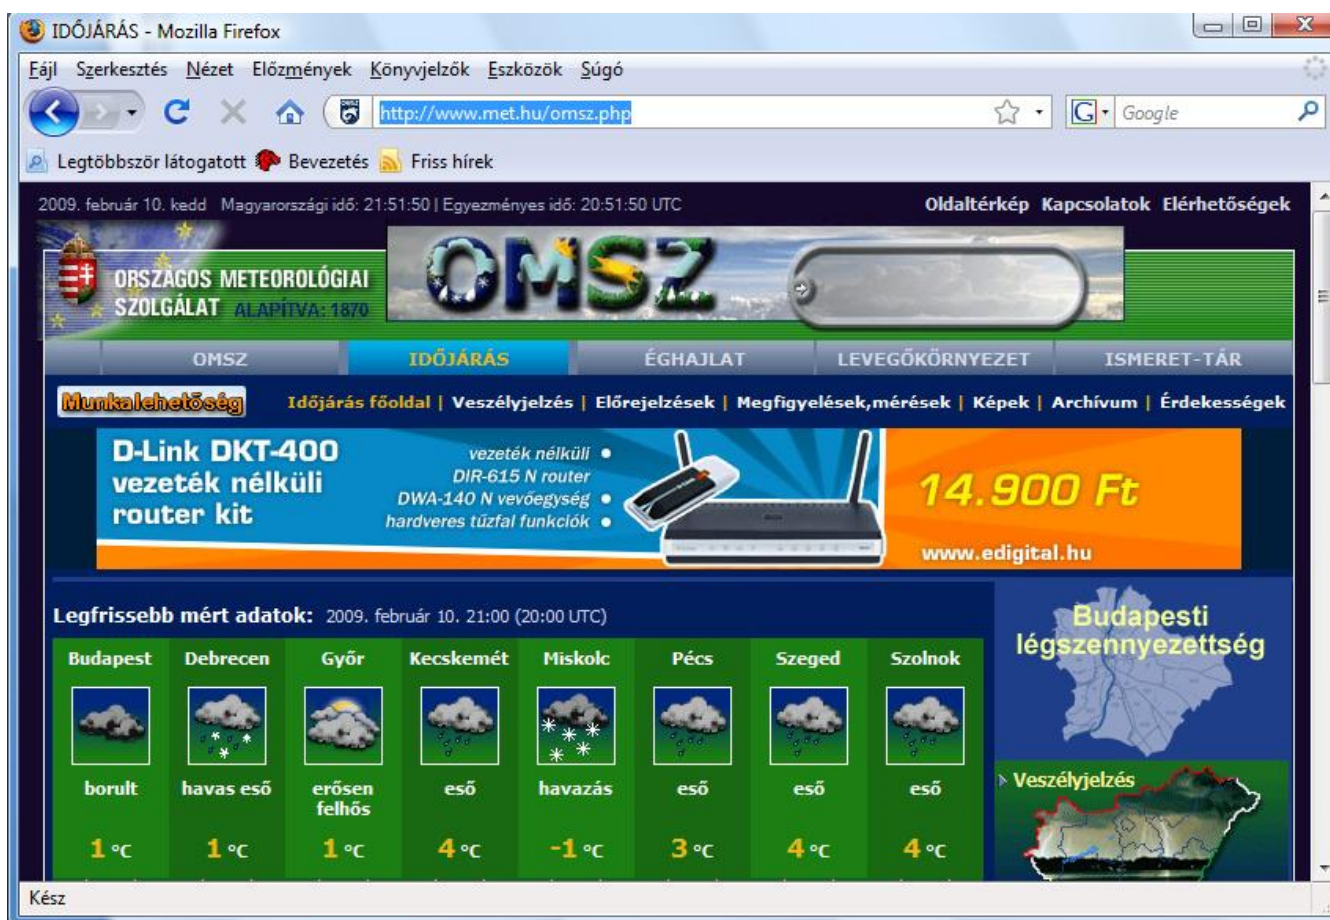 IDŐJÁRÁS - Mozilla Firefox
Fájl Szerkesztés Nézet Előzmények Könyvjelzők Eszközök Súgó
http://www.met.hu/omsz.php G Google
Legtöbbször látogatott Bevezetés Friss hírek
2009. február 10. kedd Magyarországi idő: 21:51:50 | Egyezményes idő: 20:51:50 UTC Oldaltérkép Kapcsolatok Elérhetőségek
OMSZ
ORSZÁGOS METEOROLÓGIAI
SZOLGÁLAT ALAPÍTVA: 1870
OMSZ IDŐJÁRÁS ÉGHAJLAT LEVEGŐKÖRNYEZET ISMERET-TÁR
Munkalehetőség Időjárás főoldal | Veszélyjelzés | Előrejelzések | Megfigyelések,mérések | Képek | Archívum | Érdekességek
D-Link DKT-400
vezeték nélküli
router kit
vezeték nélküli
DIR-615 N router
DWA-140 N vevőegység
hardveres tűzfal funkciók
14.900 Ft
www.edigital.hu
Legfrissebb mért adatok: 2009. február 10. 21:00 (20:00 UTC)
Budapest Debrecen Győr Kecskemét Miskolc Pécs Szeged Szolnok
borult havas eső erősen felhős eső havazás eső eső eső
1 °C 1 °C 1 °C 4 °C -1 °C 3 °C 4 °C 4 °C
Budapesti
légszennyezettség
Veszélyjelzés
Kész